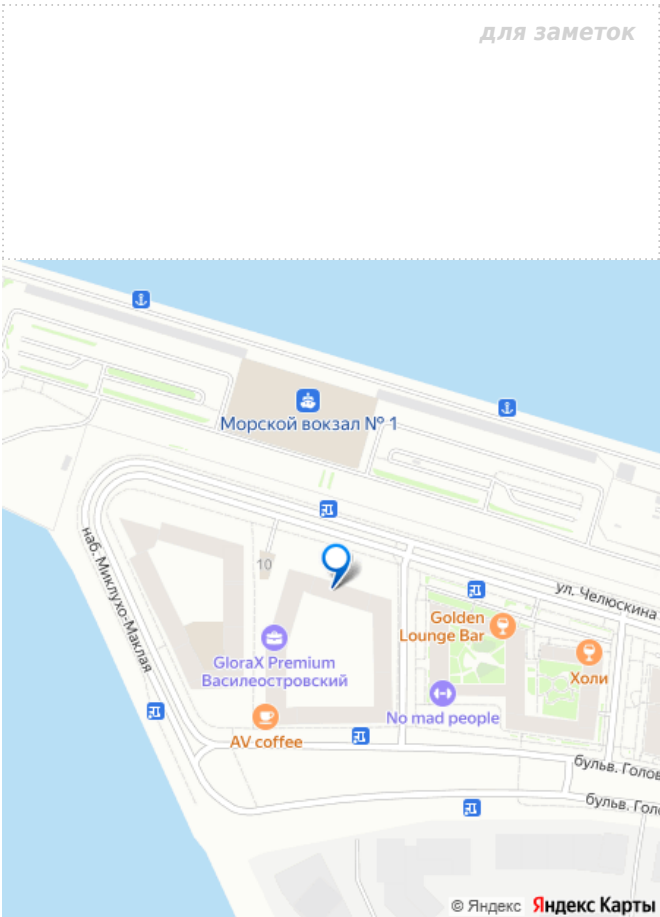 для заметок
Морской вокзал № 1
наб. Миклухо-Маклая
10
ул. Челюскина
Golden
Lounge Bar
GloraX Premium
Василеостровский
Холи
No mad people
AV coffee
бульв. Голов
бульв. Голо
© Яндекс Яндекс Карты